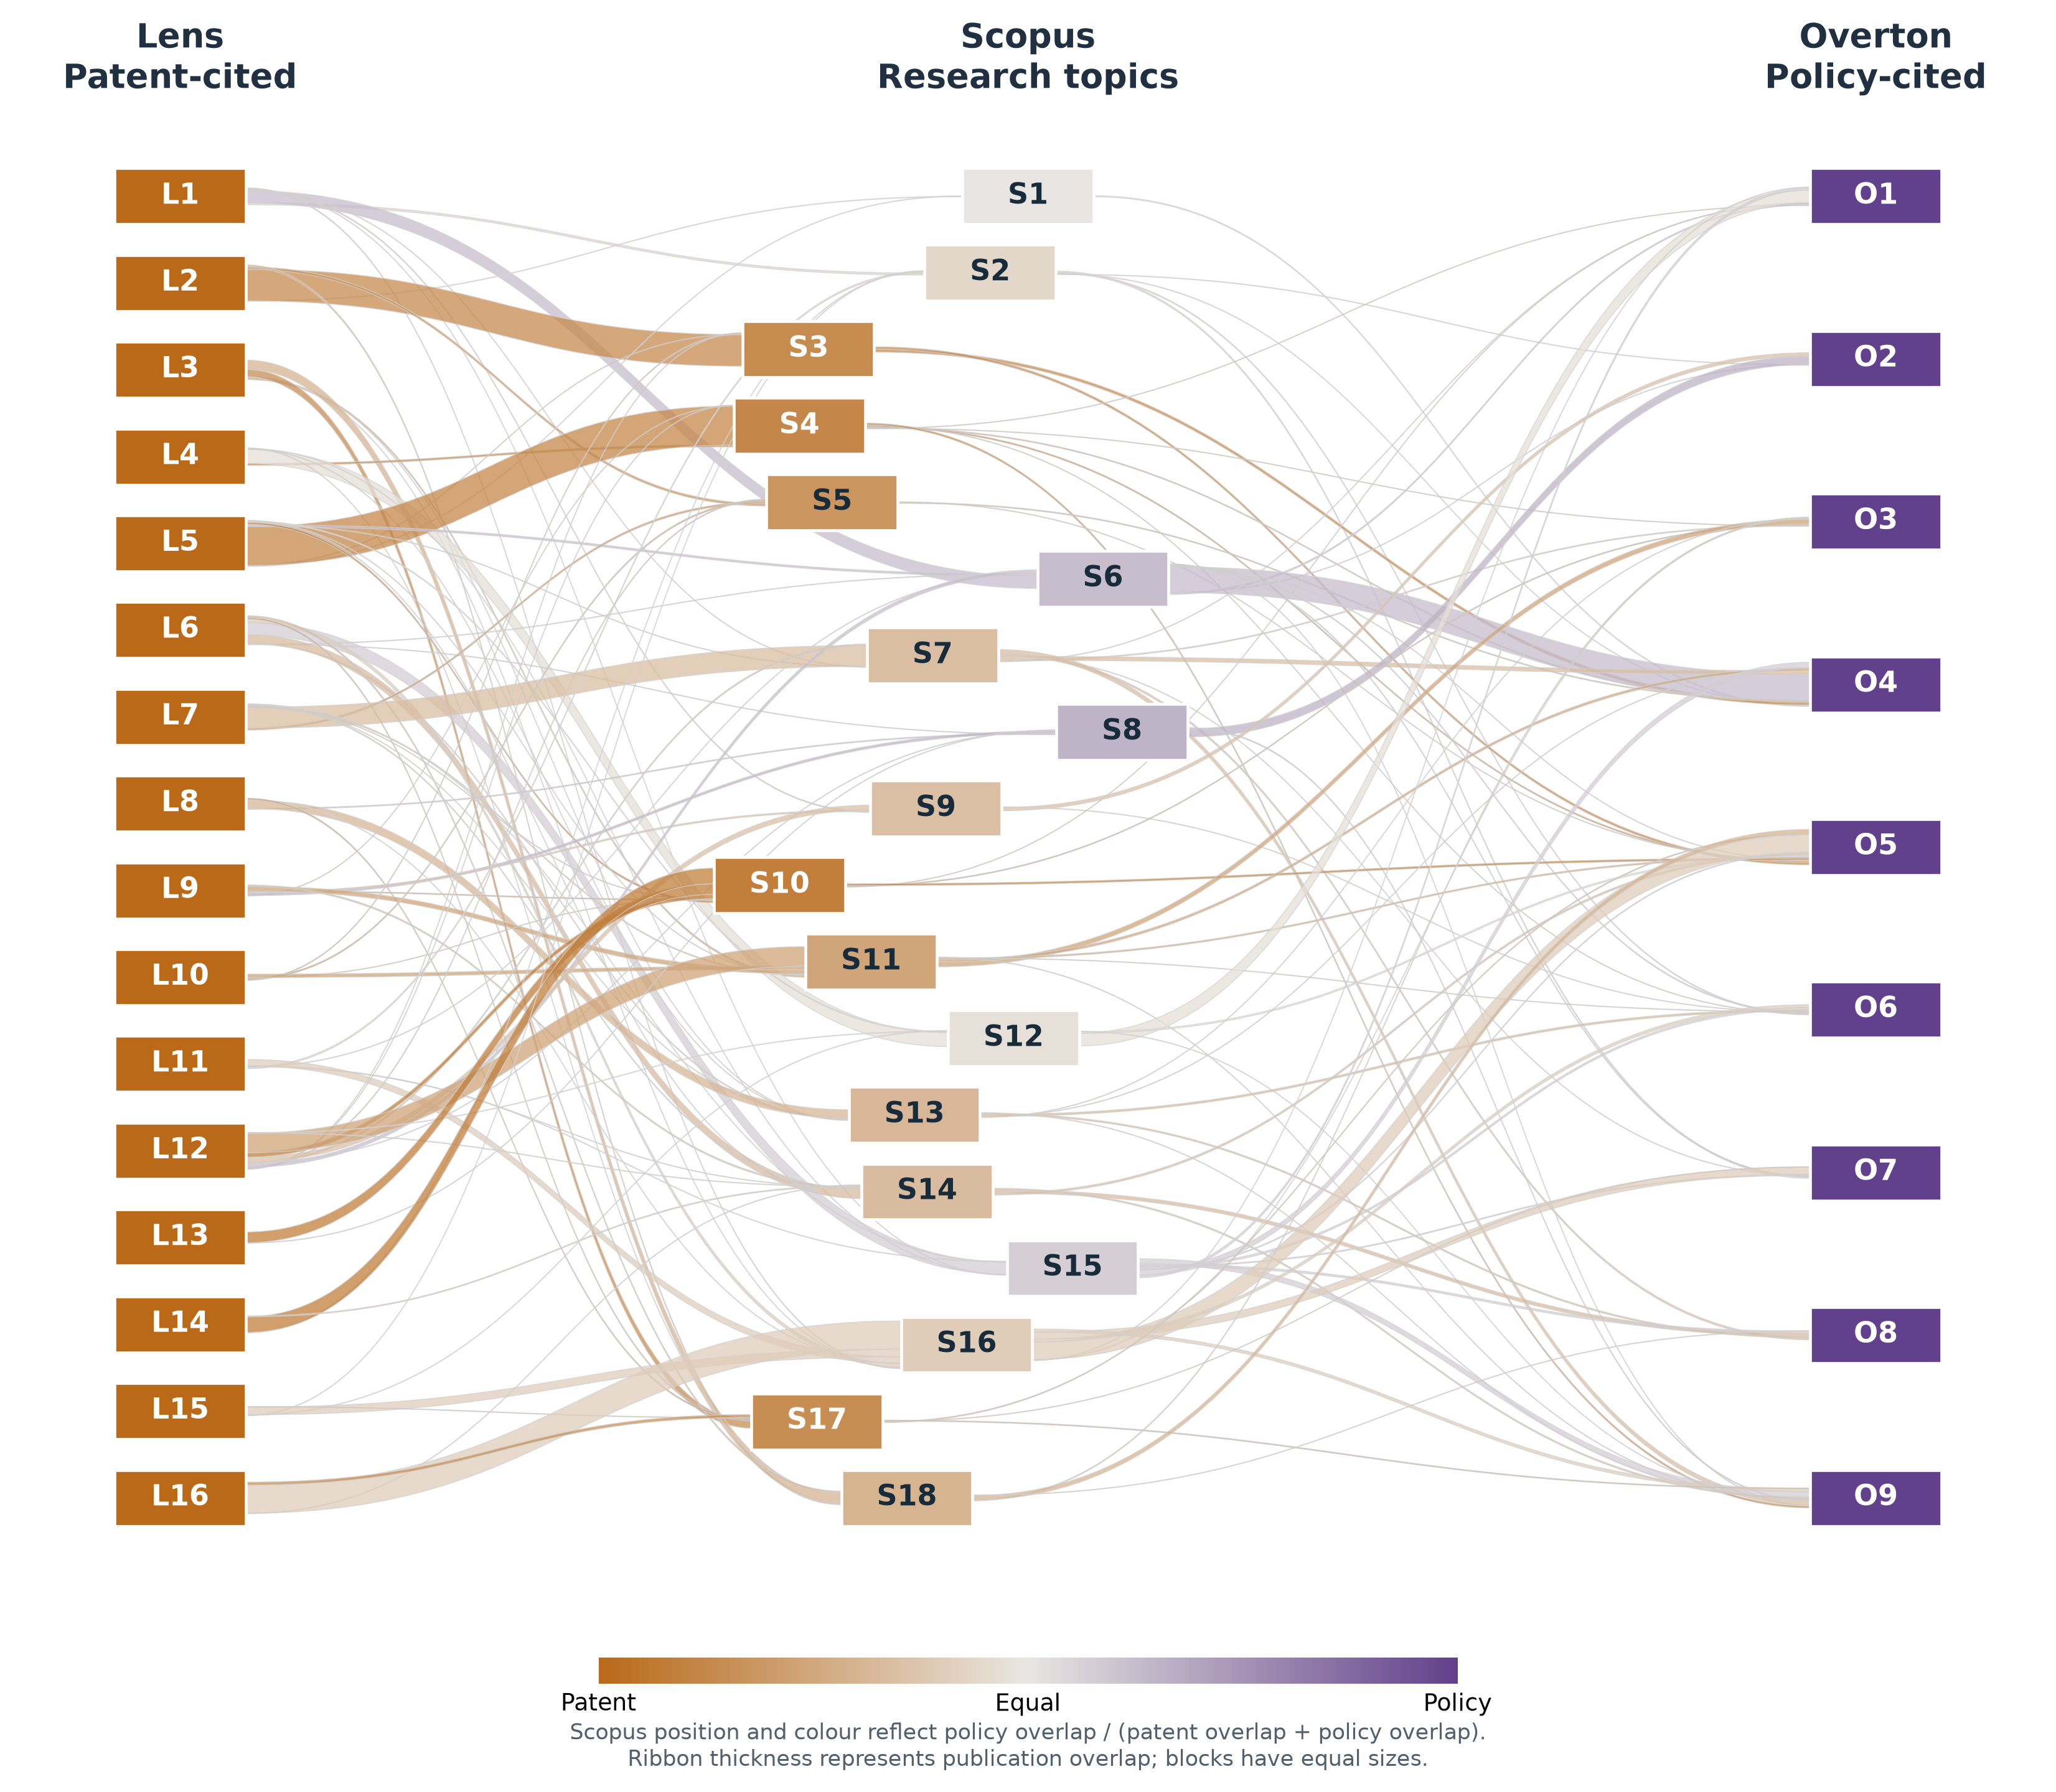 Lens
Patent-cited
Scopus
Research topics
Overton
Policy-cited
L1
L2
L3
L4
L5
L6
L7
L8
L9
L10
L11
L12
L13
L14
L15
L16
S1
S2
S3
S4
S5
S6
S7
S8
S9
S10
S11
S12
S13
S14
S15
S16
S17
S18
O1
O2
O3
O4
O5
O6
O7
O8
O9
Patent
Equal
Policy
Scopus position and colour reflect policy overlap / (patent overlap + policy overlap).
Ribbon thickness represents publication overlap; blocks have equal sizes.